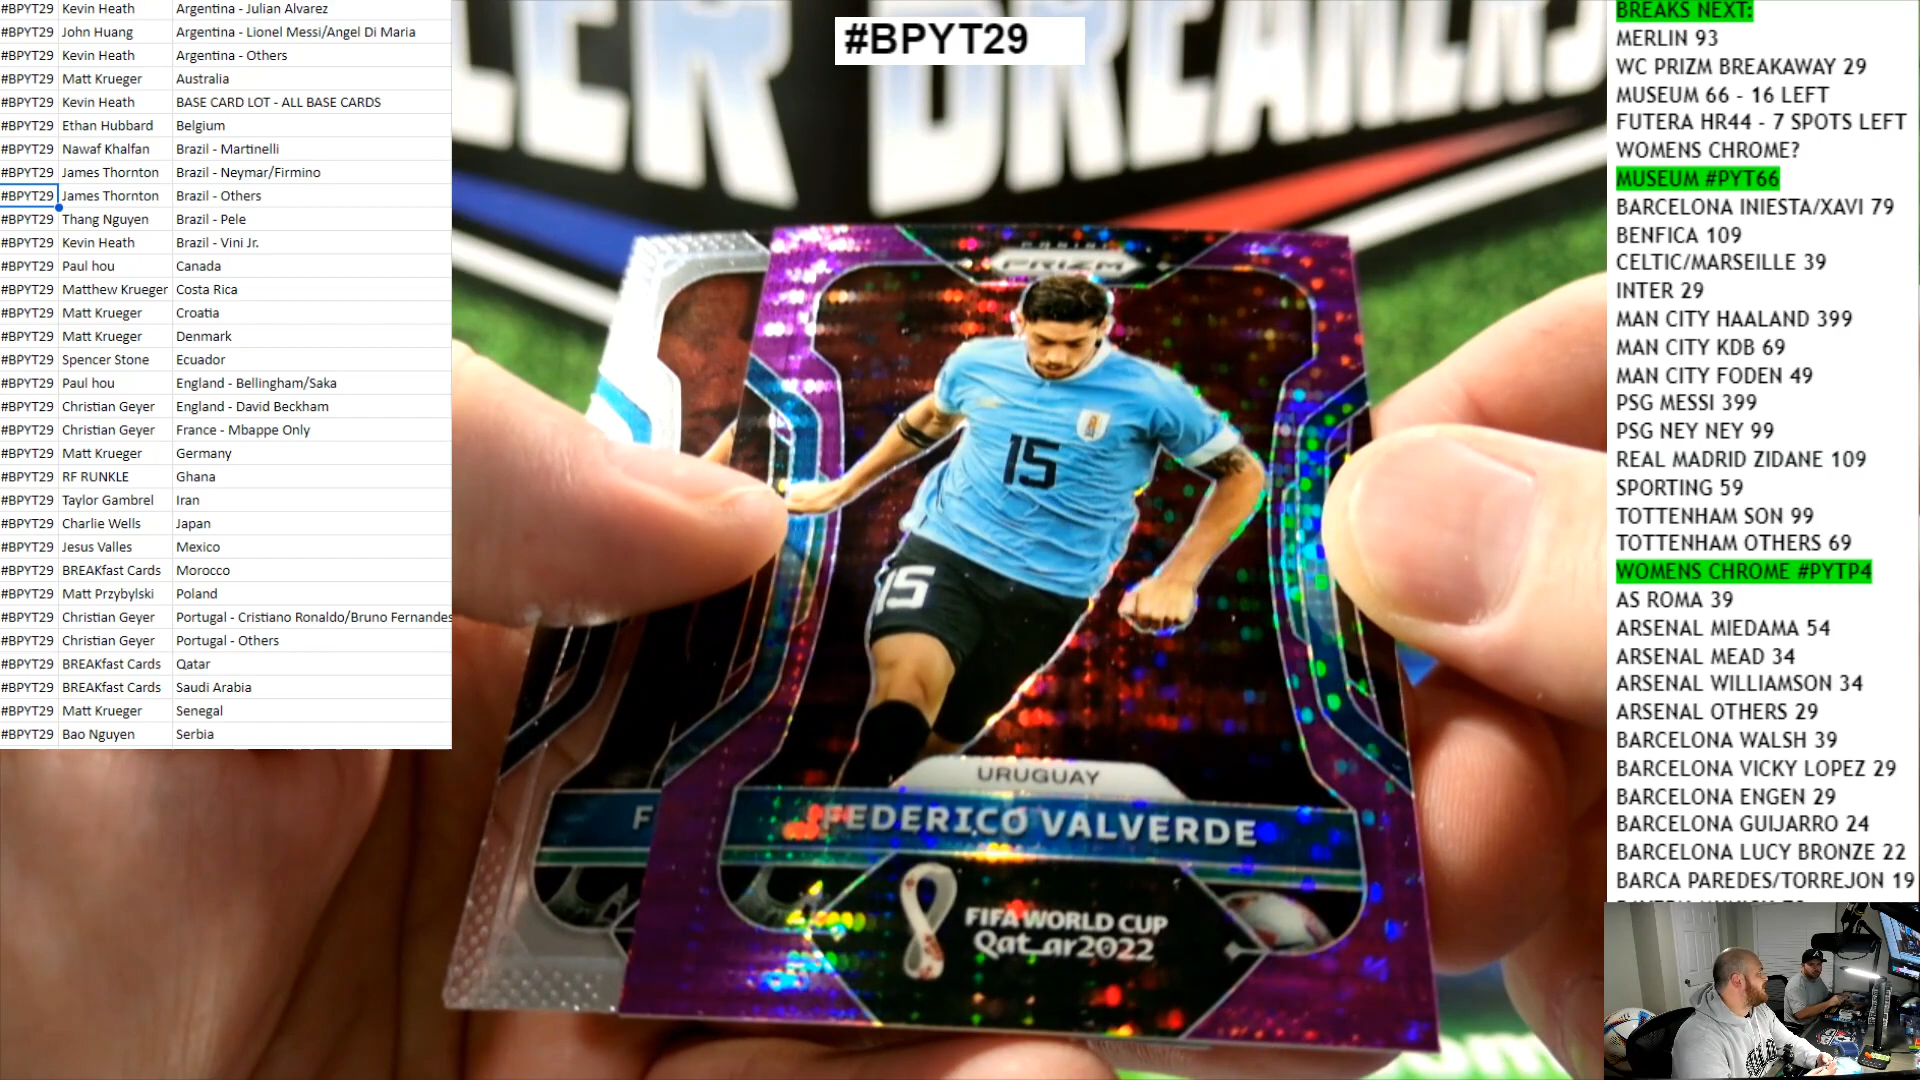 #BPYT29 Kevin Heath Argentina - Julian Alvarez
#BPYT29 John Huang Argentina - Lionel Messi/Angel Di Maria
#BPYT29 Kevin Heath Argentina - Others
#BPYT29 Matt Krueger Australia
#BPYT29 Kevin Heath BASE CARD LOT - ALL BASE CARDS
#BPYT29 Ethan Hubbard Belgium
#BPYT29 Nawaf Khalfan Brazil - Martinelli
#BPYT29 James Thornton Brazil - Neymar/Firmino
#BPYT29 James Thornton Brazil - Others
#BPYT29 Thang Nguyen Brazil - Pele
#BPYT29 Kevin Heath Brazil - Vini Jr.
#BPYT29 Paul hou Canada
#BPYT29 Matthew Krueger Costa Rica
#BPYT29 Matt Krueger Croatia
#BPYT29 Matt Krueger Denmark
#BPYT29 Spencer Stone Ecuador
#BPYT29 Paul hou England - Bellingham/Saka
#BPYT29 Christian Geyer England - David Beckham
#BPYT29 Christian Geyer France - Mbappe Only
#BPYT29 Matt Krueger Germany
#BPYT29 RF RUNKLE Ghana
#BPYT29 Taylor Gambrel Iran
#BPYT29 Charlie Wells Japan
#BPYT29 Jesus Valles Mexico
#BPYT29 BREAKfast Cards Morocco
#BPYT29 Matt Przybylski Poland
#BPYT29 Christian Geyer Portugal - Cristiano Ronaldo/Bruno Fernandes
#BPYT29 Christian Geyer Portugal - Others
#BPYT29 BREAKfast Cards Qatar
#BPYT29 BREAKfast Cards Saudi Arabia
#BPYT29 Matt Krueger Senegal
#BPYT29 Bao Nguyen Serbia
#BPYT29
BREAKERS
PANINI
PRIZM
15
15
URUGUAY
FEDERICO VALVERDE
FIFA WORLD CUP
Qatar2022
F
BREAKS NEXT:
MERLIN 93
WC PRIZM BREAKAWAY 29
MUSEUM 66 - 16 LEFT
FUTERA HR44 - 7 SPOTS LEFT
WOMENS CHROME?
MUSEUM #PYT66
BARCELONA INIESTA/XAVI 79
BENFICA 109
CELTIC/MARSEILLE 39
INTER 29
MAN CITY HAALAND 399
MAN CITY KDB 69
MAN CITY FODEN 49
PSG MESSI 399
PSG NEY NEY 99
REAL MADRID ZIDANE 109
SPORTING 59
TOTTENHAM SON 99
TOTTENHAM OTHERS 69
WOMENS CHROME #PYTP4
AS ROMA 39
ARSENAL MIEDAMA 54
ARSENAL MEAD 34
ARSENAL WILLIAMSON 34
ARSENAL OTHERS 29
BARCELONA WALSH 39
BARCELONA VICKY LOPEZ 29
BARCELONA ENGEN 29
BARCELONA GUIJARRO 24
BARCELONA LUCY BRONZE 22
BARCA PAREDES/TORREJON 19